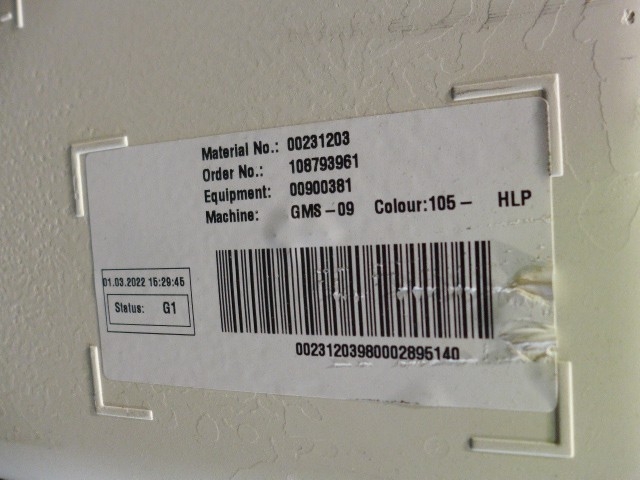 Material No.: 00231203
Order No.: 108793961
Equipment: 00900381
Machine: GMS-09 Colour:105- HLP
01.03.2022 15:29:45
Status: G1
00231203980002895140